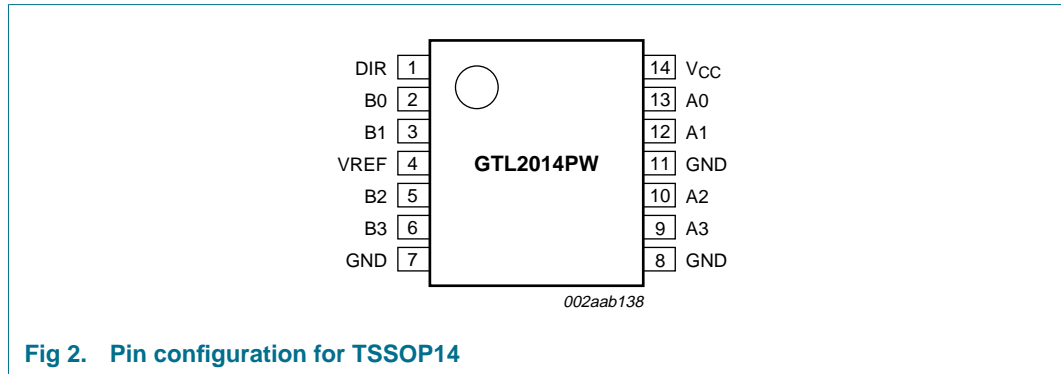 DIR 1 14 VCC
B0 2 13 A0
B1 3 12 A1
VREF 4 GTL2014PW 11 GND
B2 5 10 A2
B3 6 9 A3
GND 7 8 GND
002aab138
Fig 2. Pin configuration for TSSOP14